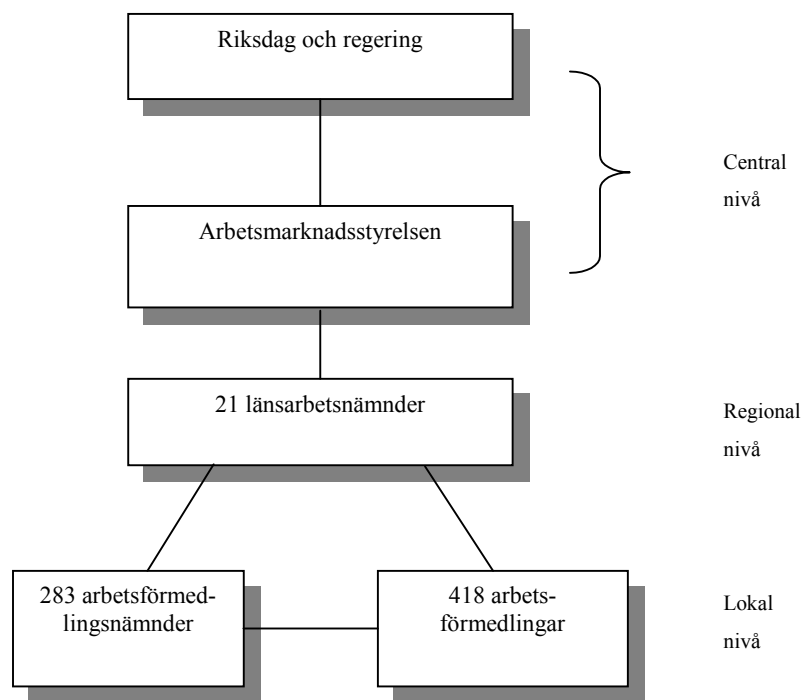 Riksdag och regering
Central
nivå
Arbetsmarknadsstyrelsen
21 länsarbetsnämnder
Regional
nivå
283 arbetsförmed-
lingsnämnder
418 arbets-
förmedlingar
Lokal
nivå